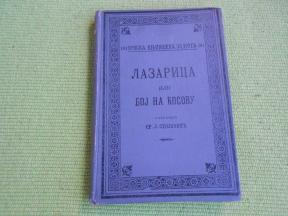 СРПСКА КЊИЖЕВНА ЗАДРУГА
ЛАЗАРИЦА
ИЛИ
БОЈ НА КОСОВУ
СР. Ј. СТОЈКОВИЋ